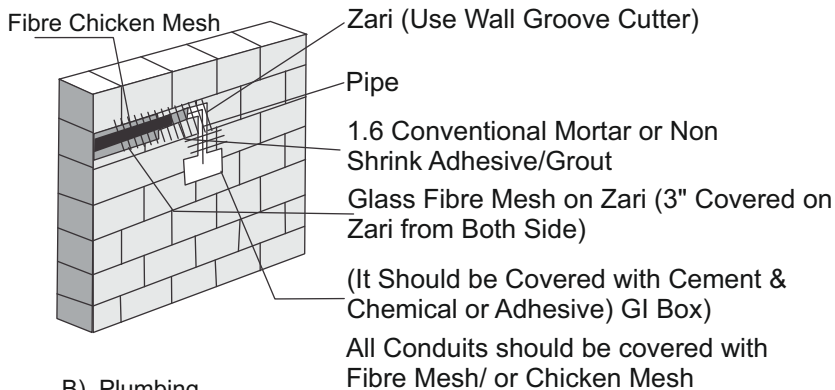 Fibre Chicken Mesh
Zari (Use Wall Groove Cutter)
Pipe
1.6 Conventional Mortar or Non
Shrink Adhesive/Grout
Glass Fibre Mesh on Zari (3" Covered on
Zari from Both Side)
(It Should be Covered with Cement &
Chemical or Adhesive) GI Box)
All Conduits should be covered with
Fibre Mesh/ or Chicken Mesh
B) Plumbing